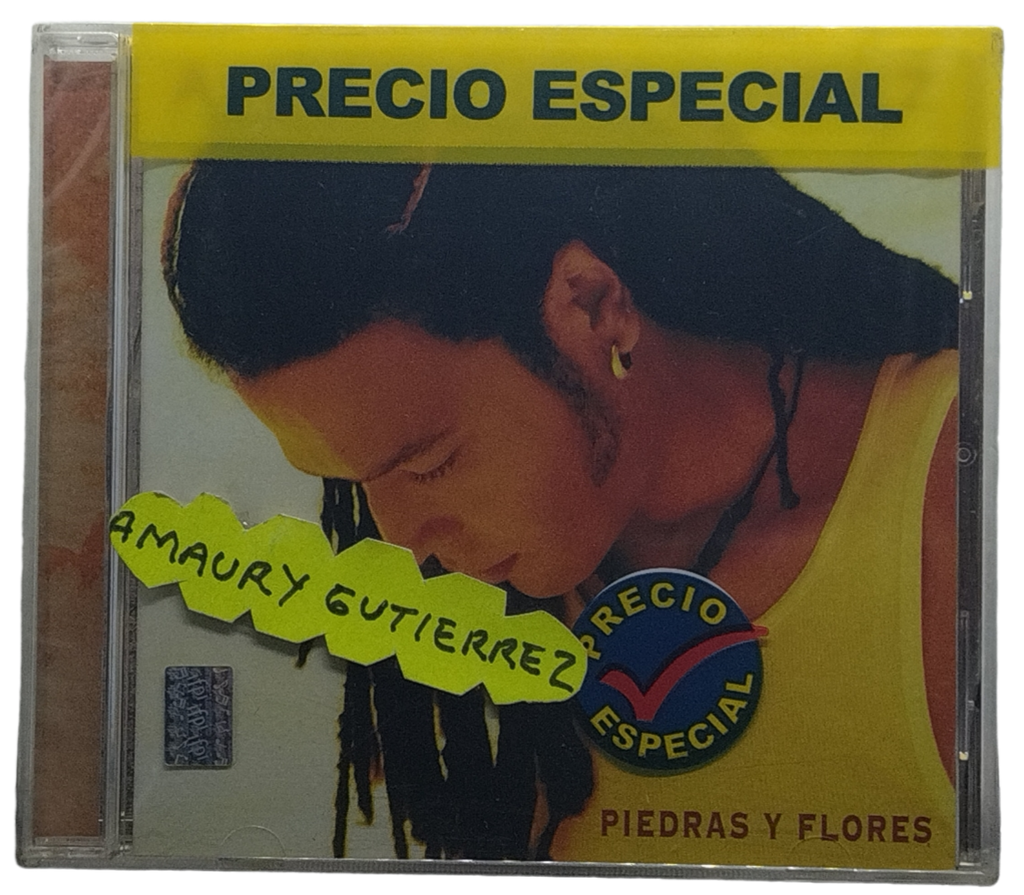 PRECIO ESPECIAL
AMAURY GUTIERREZ
PRECIO
ESPECIAL
PIEDRAS Y FLORES